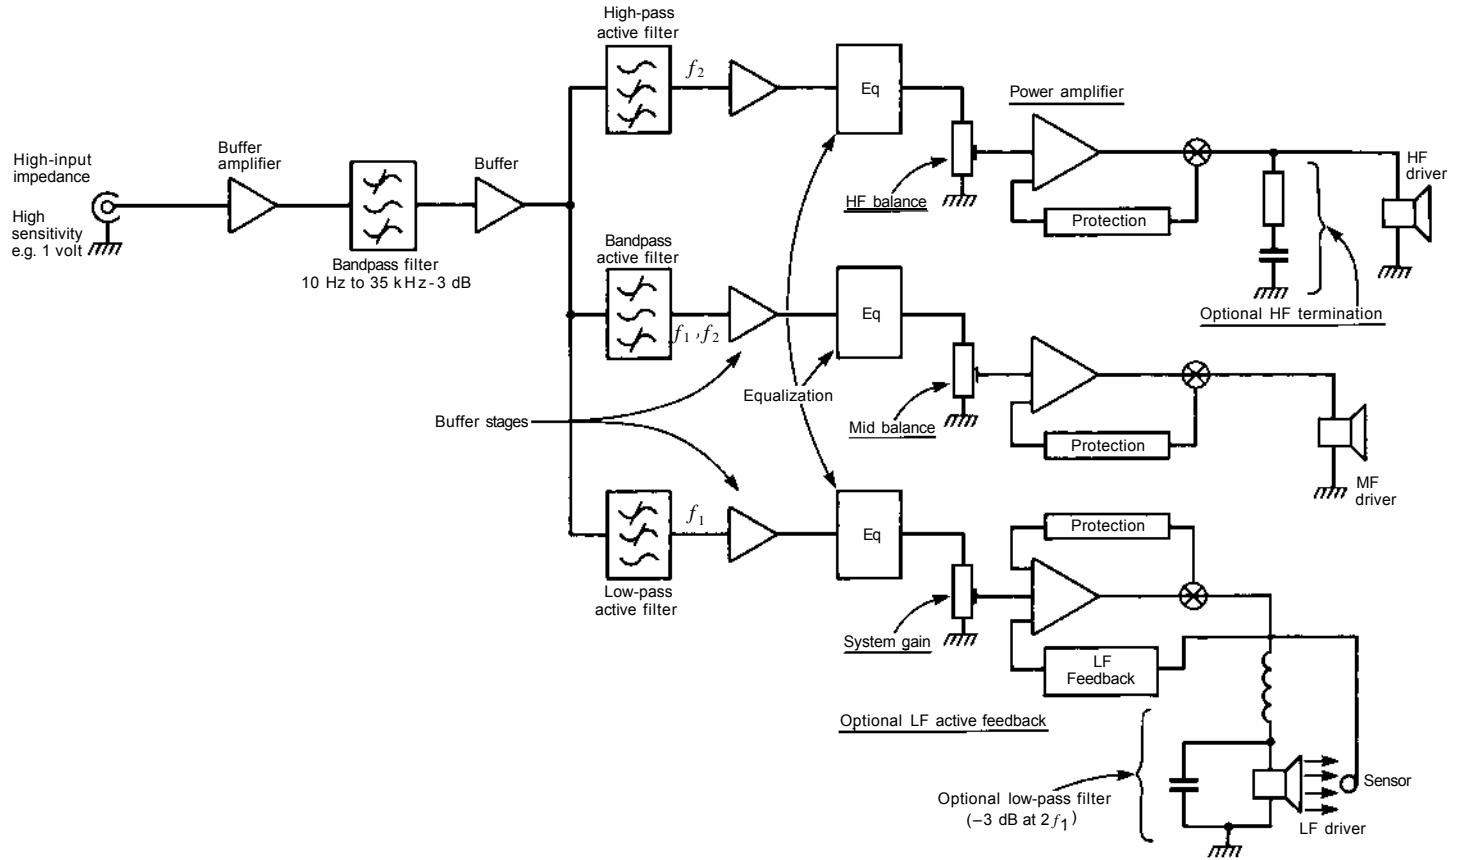 High-pass
active filter
f2
Eq
Power amplifier
Buffer
amplifier
High-input
impedance
Buffer
HF
driver
HF balance
Protection
High
sensitivity
e.g. 1 volt
Bandpass filter
10 Hz to 35 kHz-3 dB
Bandpass
active filter
f1,f2
Eq
Optional HF termination
Equalization
Buffer stages
Mid balance
Protection
MF
driver
f1
Eq
Protection
Low-pass
active filter
System gain
LF
Feedback
Optional LF active feedback
Optional low-pass filter
(–3 dB at 2f1)
Sensor
LF driver